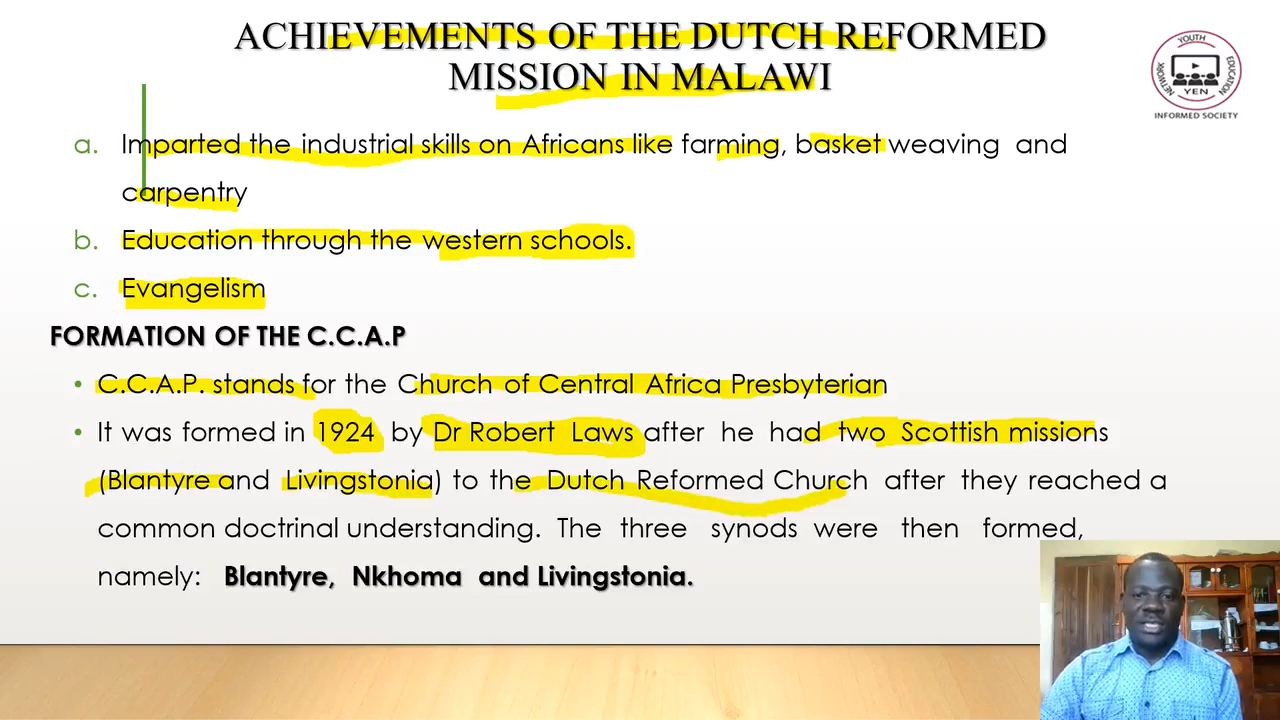 ACHIEVEMENTS OF THE DUTCH REFORMED
MISSION IN MALAWI
YOUTH
EDUCATION
NETWORK
YEN
INFORMED SOCIETY
a. Imparted the industrial skills on Africans like farming, basket weaving and
carpentry
b. Education through the western schools.
c. Evangelism
FORMATION OF THE C.C.A.P
• C.C.A.P. stands for the Church of Central Africa Presbyterian
• It was formed in 1924 by Dr Robert Laws after he had two Scottish missions
(Blantyre and Livingstonia) to the Dutch Reformed Church after they reached a
common doctrinal understanding. The three synods were then formed,
namely: Blantyre, Nkhoma and Livingstonia.